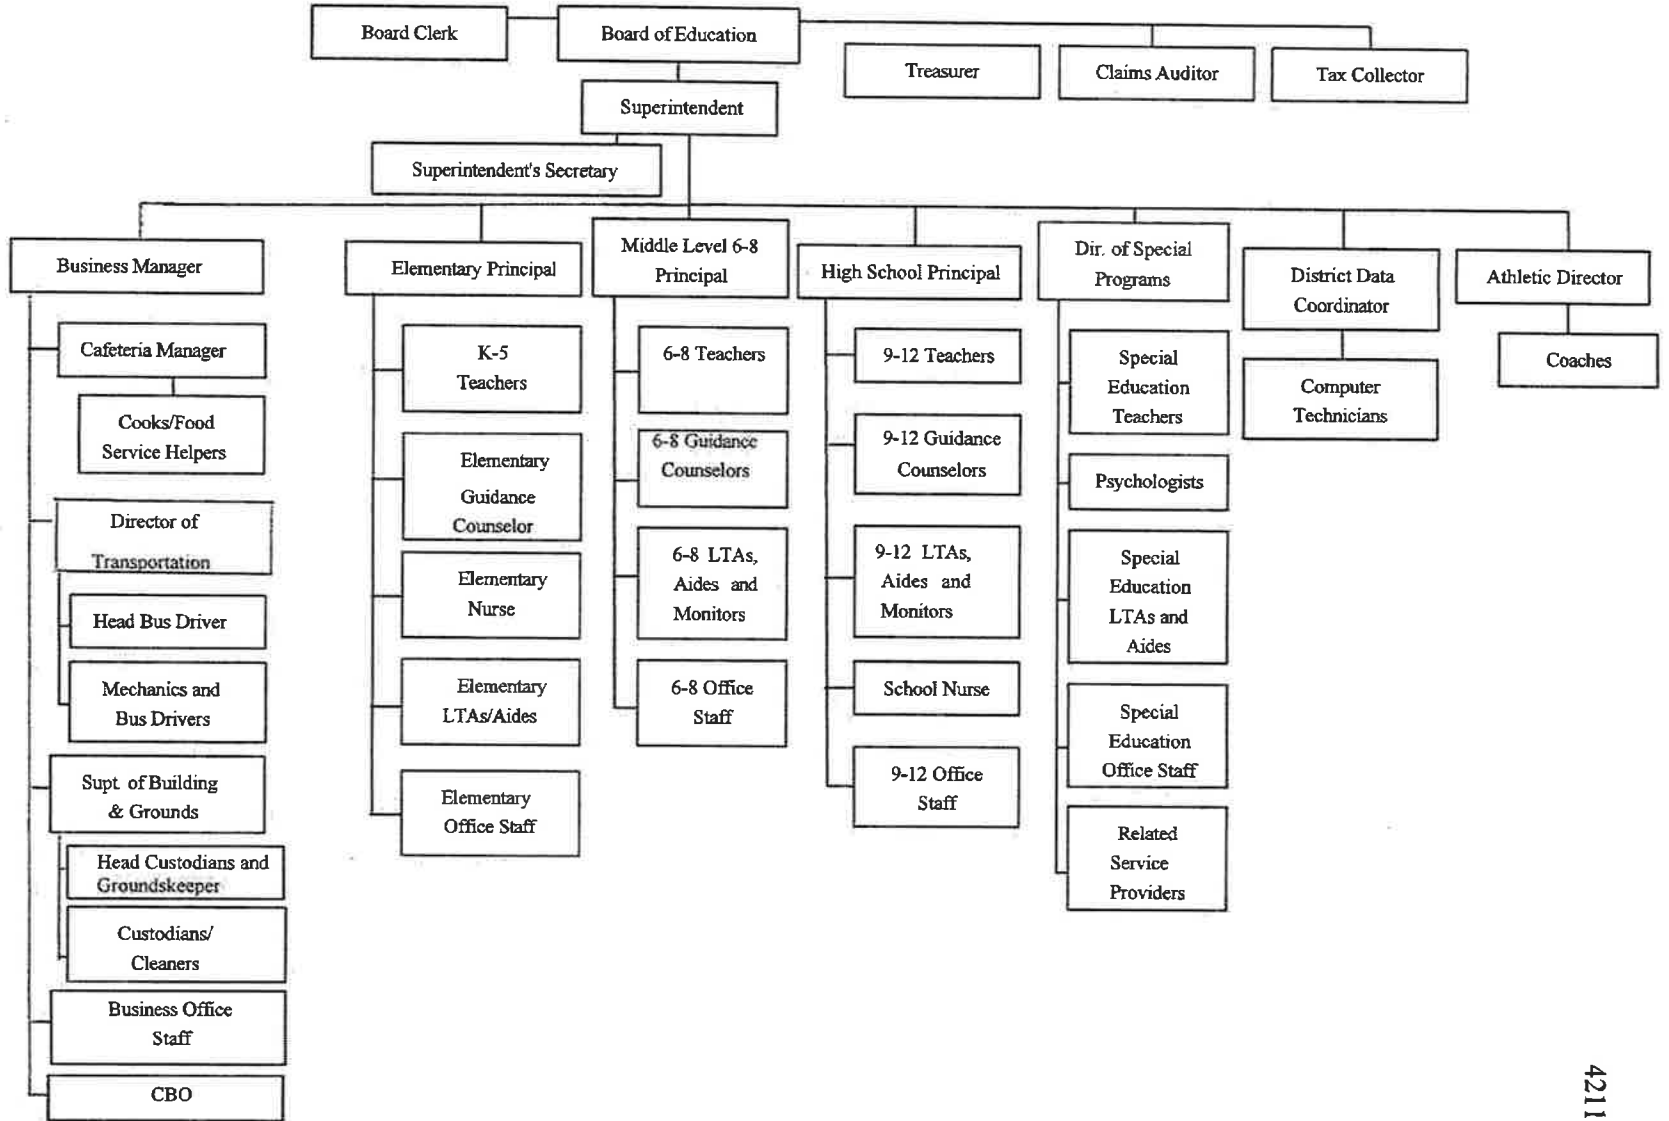 Board Clerk
Board of Education
Treasurer
Claims Auditor
Tax Collector
Superintendent
Superintendent's Secretary
Business Manager
Cafeteria Manager
Cooks/Food
Service Helpers
Director of
Transportation
Head Bus Driver
Mechanics and
Bus Drivers
Supt. of Building
& Grounds
Head Custodians and
Groundskeeper
Custodians/
Cleaners
Business Office
Staff
CBO
Elementary Principal
K-5
Teachers
Elementary
Guidance
Counselor
Elementary
Nurse
Elementary
LTAs/Aides
Elementary
Office Staff
Middle Level 6-8
Principal
6-8 Teachers
6-8 Guidance
Counselors
6-8 LTAs,
Aides and
Monitors
6-8 Office
Staff
High School Principal
9-12 Teachers
9-12 Guidance
Counselors
9-12 LTAs,
Aides and
Monitors
School Nurse
9-12 Office
Staff
Dir. of Special
Programs
Special
Education
Teachers
Psychologists
Special
Education
LTAs and
Aides
Special
Education
Office Staff
Related
Service
Providers
District Data
Coordinator
Computer
Technicians
Athletic Director
Coaches
4211